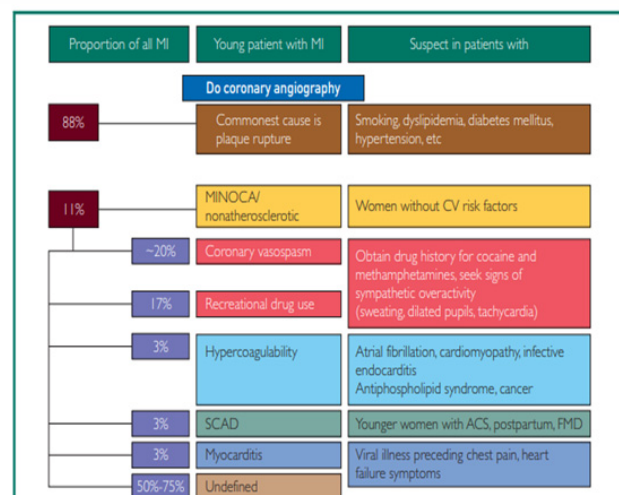 Proportion of all MI
Young patient with MI
Suspect in patients with
Do coronary angiography
88%
Commonest cause is
plaque rupture
Smoking, dyslipidemia, diabetes mellitus,
hypertension, etc
11%
MINOCA/
nonatherosclerotic
Women without CV risk factors
~20%
Coronary vasospasm
Obtain drug history for cocaine and
methamphetamines, seek signs of
sympathetic overactivity
(sweating, dilated pupils, tachycardia)
17%
Recreational drug use
3%
Hypercoagulability
Atrial fibrillation, cardiomyopathy, infective
endocarditis
Antiphospholipid syndrome, cancer
3%
SCAD
Younger women with ACS, postpartum, FMD
3%
Myocarditis
Viral illness preceding chest pain, heart
failure symptoms
50%-75%
Undefined